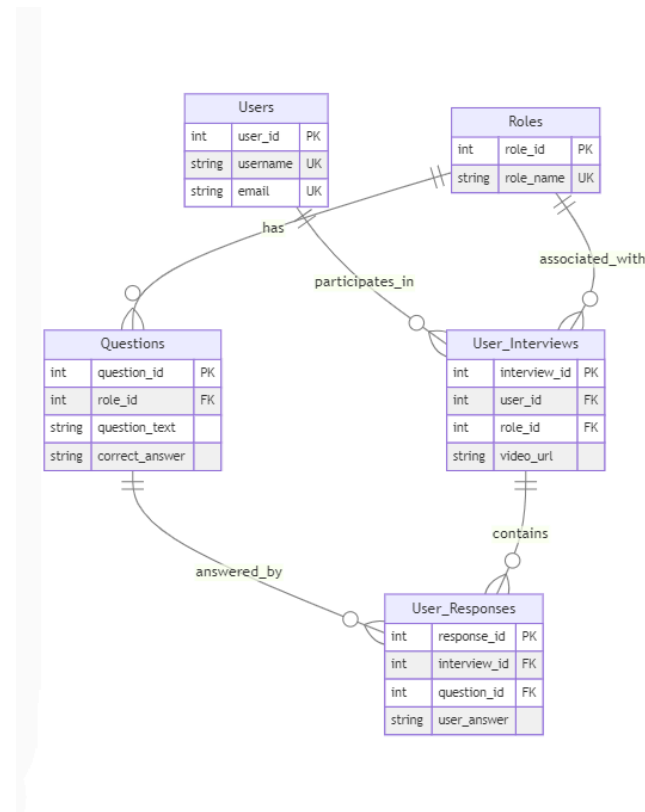 Users
int user_id PK
string username UK
string email UK
Roles
int role_id PK
string role_name UK
has
associated_with
participates_in
Questions
int question_id PK
int role_id FK
string question_text
string correct_answer
User_Interviews
int interview_id PK
int user_id FK
int role_id FK
string video_url
contains
answered_by
User_Responses
int response_id PK
int interview_id FK
int question_id FK
string user_answer